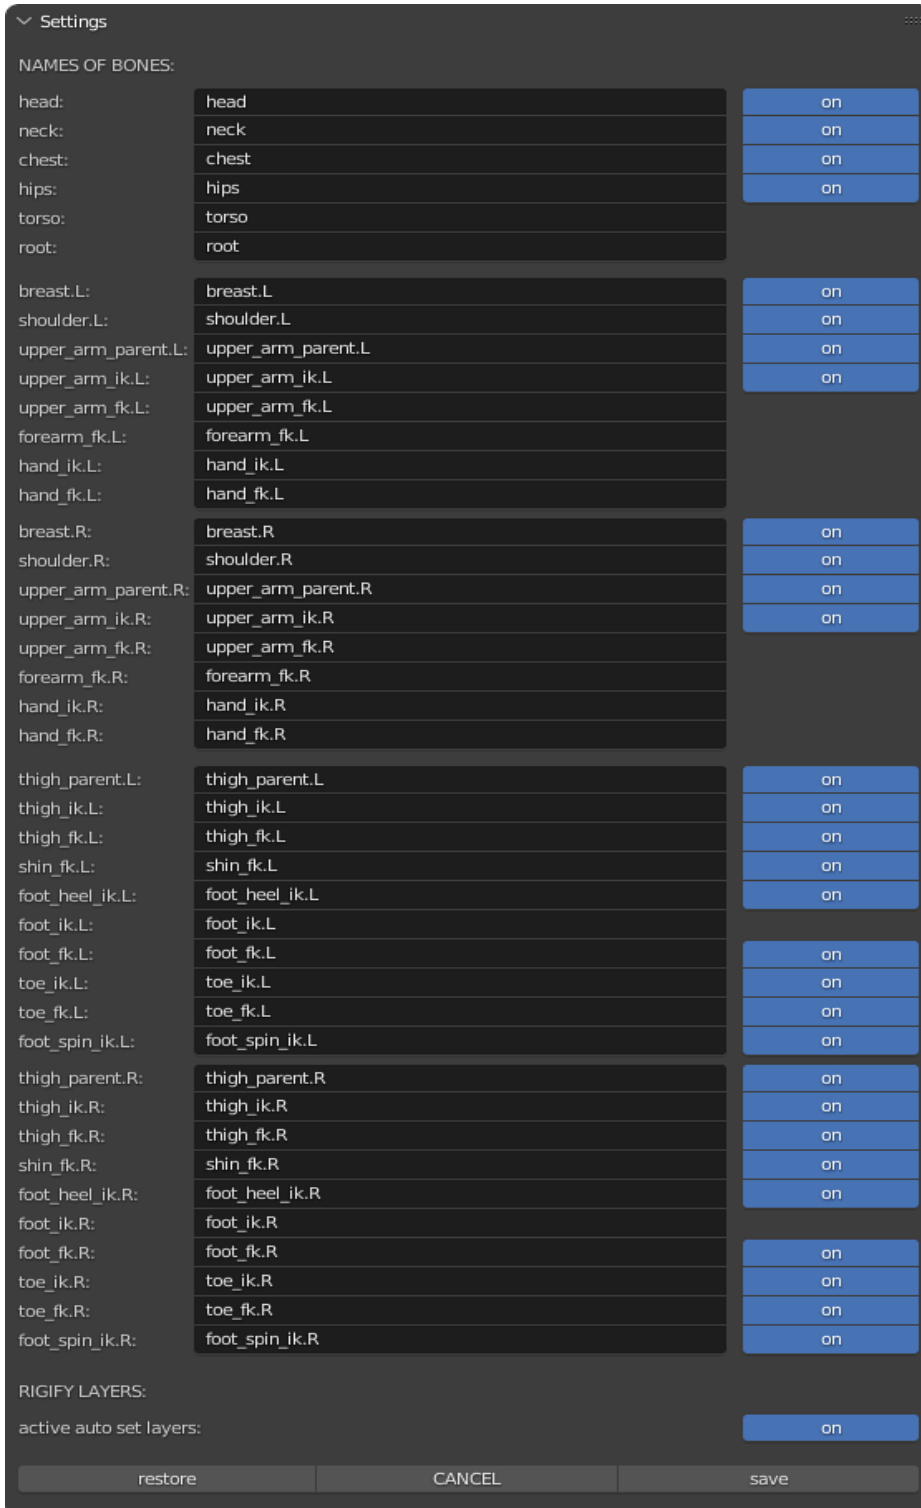 Settings
NAMES OF BONES:
head: head on
neck: neck on
chest: chest on
hips: hips on
torso: torso
root: root
breast.L: breast.L on
shoulder.L: shoulder.L on
upper_arm_parent.L: upper_arm_parent.L on
upper_arm_ik.L: upper_arm_ik.L on
upper_arm_fk.L: upper_arm_fk.L
forearm_fk.L: forearm_fk.L
hand_ik.L: hand_ik.L
hand_fk.L: hand_fk.L
breast.R: breast.R on
shoulder.R: shoulder.R on
upper_arm_parent.R: upper_arm_parent.R on
upper_arm_ik.R: upper_arm_ik.R on
upper_arm_fk.R: upper_arm_fk.R
forearm_fk.R: forearm_fk.R
hand_ik.R: hand_ik.R
hand_fk.R: hand_fk.R
thigh_parent.L: thigh_parent.L on
thigh_ik.L: thigh_ik.L on
thigh_fk.L: thigh_fk.L on
shin_fk.L: shin_fk.L on
foot_heel_ik.L: foot_heel_ik.L on
foot_ik.L: foot_ik.L
foot_fk.L: foot_fk.L on
toe_ik.L: toe_ik.L on
toe_fk.L: toe_fk.L on
foot_spin_ik.L: foot_spin_ik.L on
thigh_parent.R: thigh_parent.R on
thigh_ik.R: thigh_ik.R on
thigh_fk.R: thigh_fk.R on
shin_fk.R: shin_fk.R on
foot_heel_ik.R: foot_heel_ik.R on
foot_ik.R: foot_ik.R
foot_fk.R: foot_fk.R on
toe_ik.R: toe_ik.R on
toe_fk.R: toe_fk.R on
foot_spin_ik.R: foot_spin_ik.R on
RIGIFY LAYERS:
active auto set layers: on
restore CANCEL save